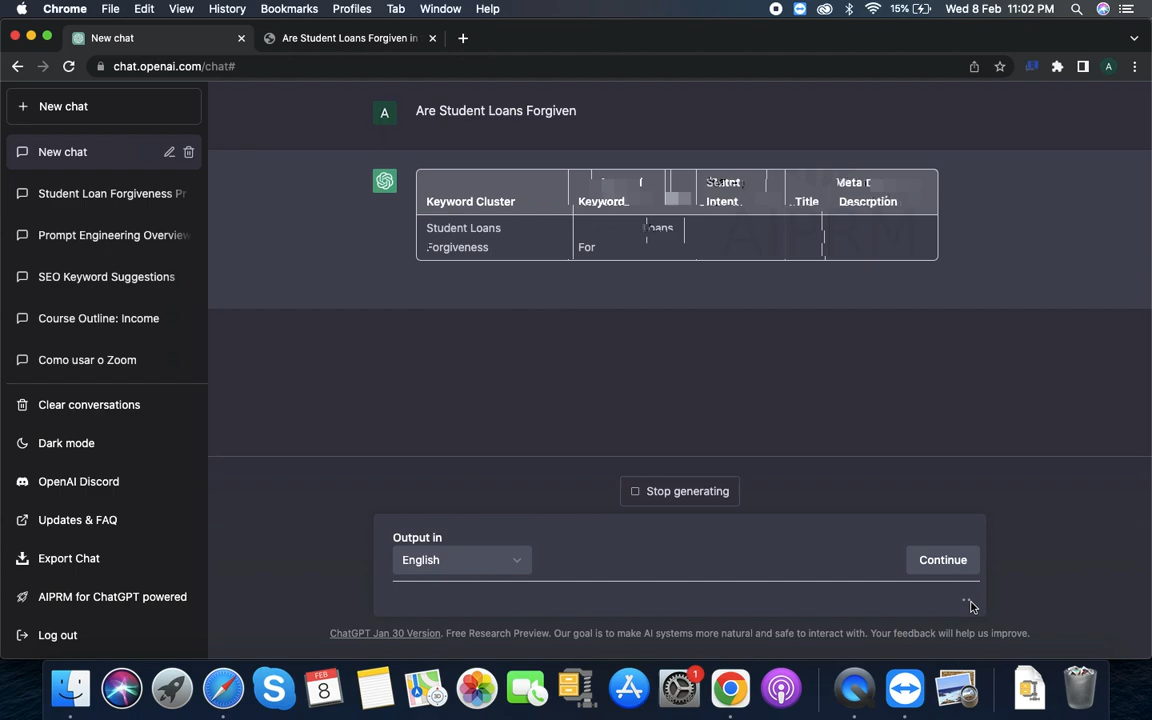 Chrome File Edit View History Bookmarks Profiles Tab Window Help 15% Wed 8 Feb 11:02 PM
New chat Are Student Loans Forgiven in
chat.openai.com/chat#
A
New chat
New chat
Student Loan Forgiveness Pr
Prompt Engineering Overview
SEO Keyword Suggestions
Course Outline: Income
Como usar o Zoom
Clear conversations
Dark mode
OpenAI Discord
Updates & FAQ
Export Chat
AIPRM for ChatGPT powered
Log out
A Are Student Loans Forgiven
Keyword Cluster Keyword Intent Title Meta Description
Student Loans
Forgiveness For
Stop generating
Output in
English Continue
ChatGPT Jan 30 Version. Free Research Preview. Our goal is to make AI systems more natural and safe to interact with. Your feedback will help us improve.
FEB
8
1